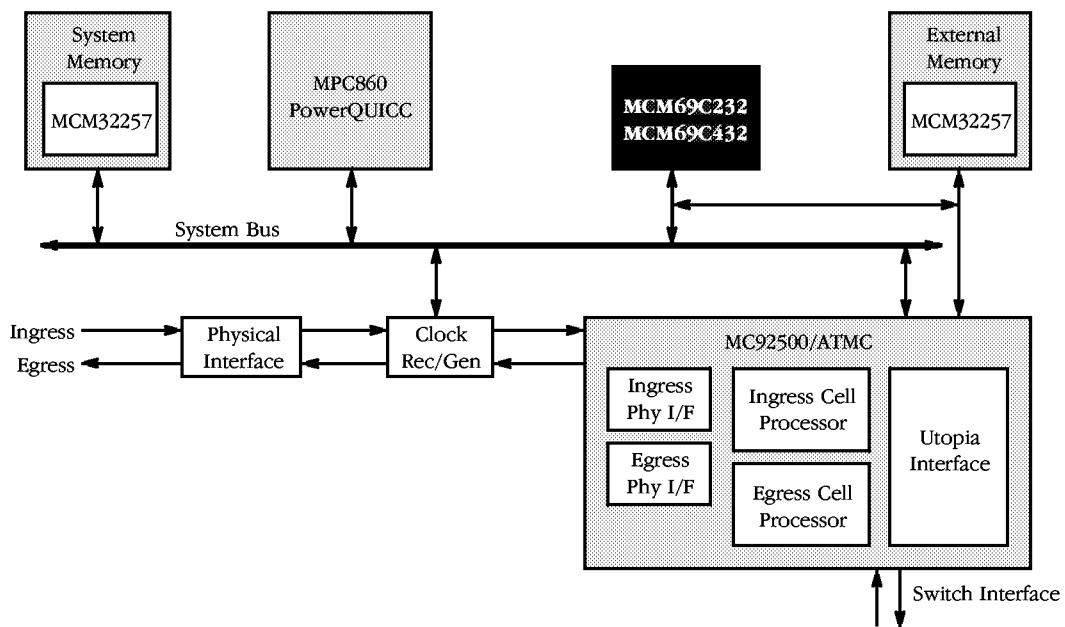 System
Memory
MCM32257
MPC860
PowerQUICC
MCM69C232
MCM69C432
External
Memory
MCM32257
System Bus
Ingress
Egress
Physical
Interface
Clock
Rec/Gen
MC92500/ATMC
Ingress
Phy I/F
Egress
Phy I/F
Ingress Cell
Processor
Egress Cell
Processor
Utopia
Interface
Switch Interface